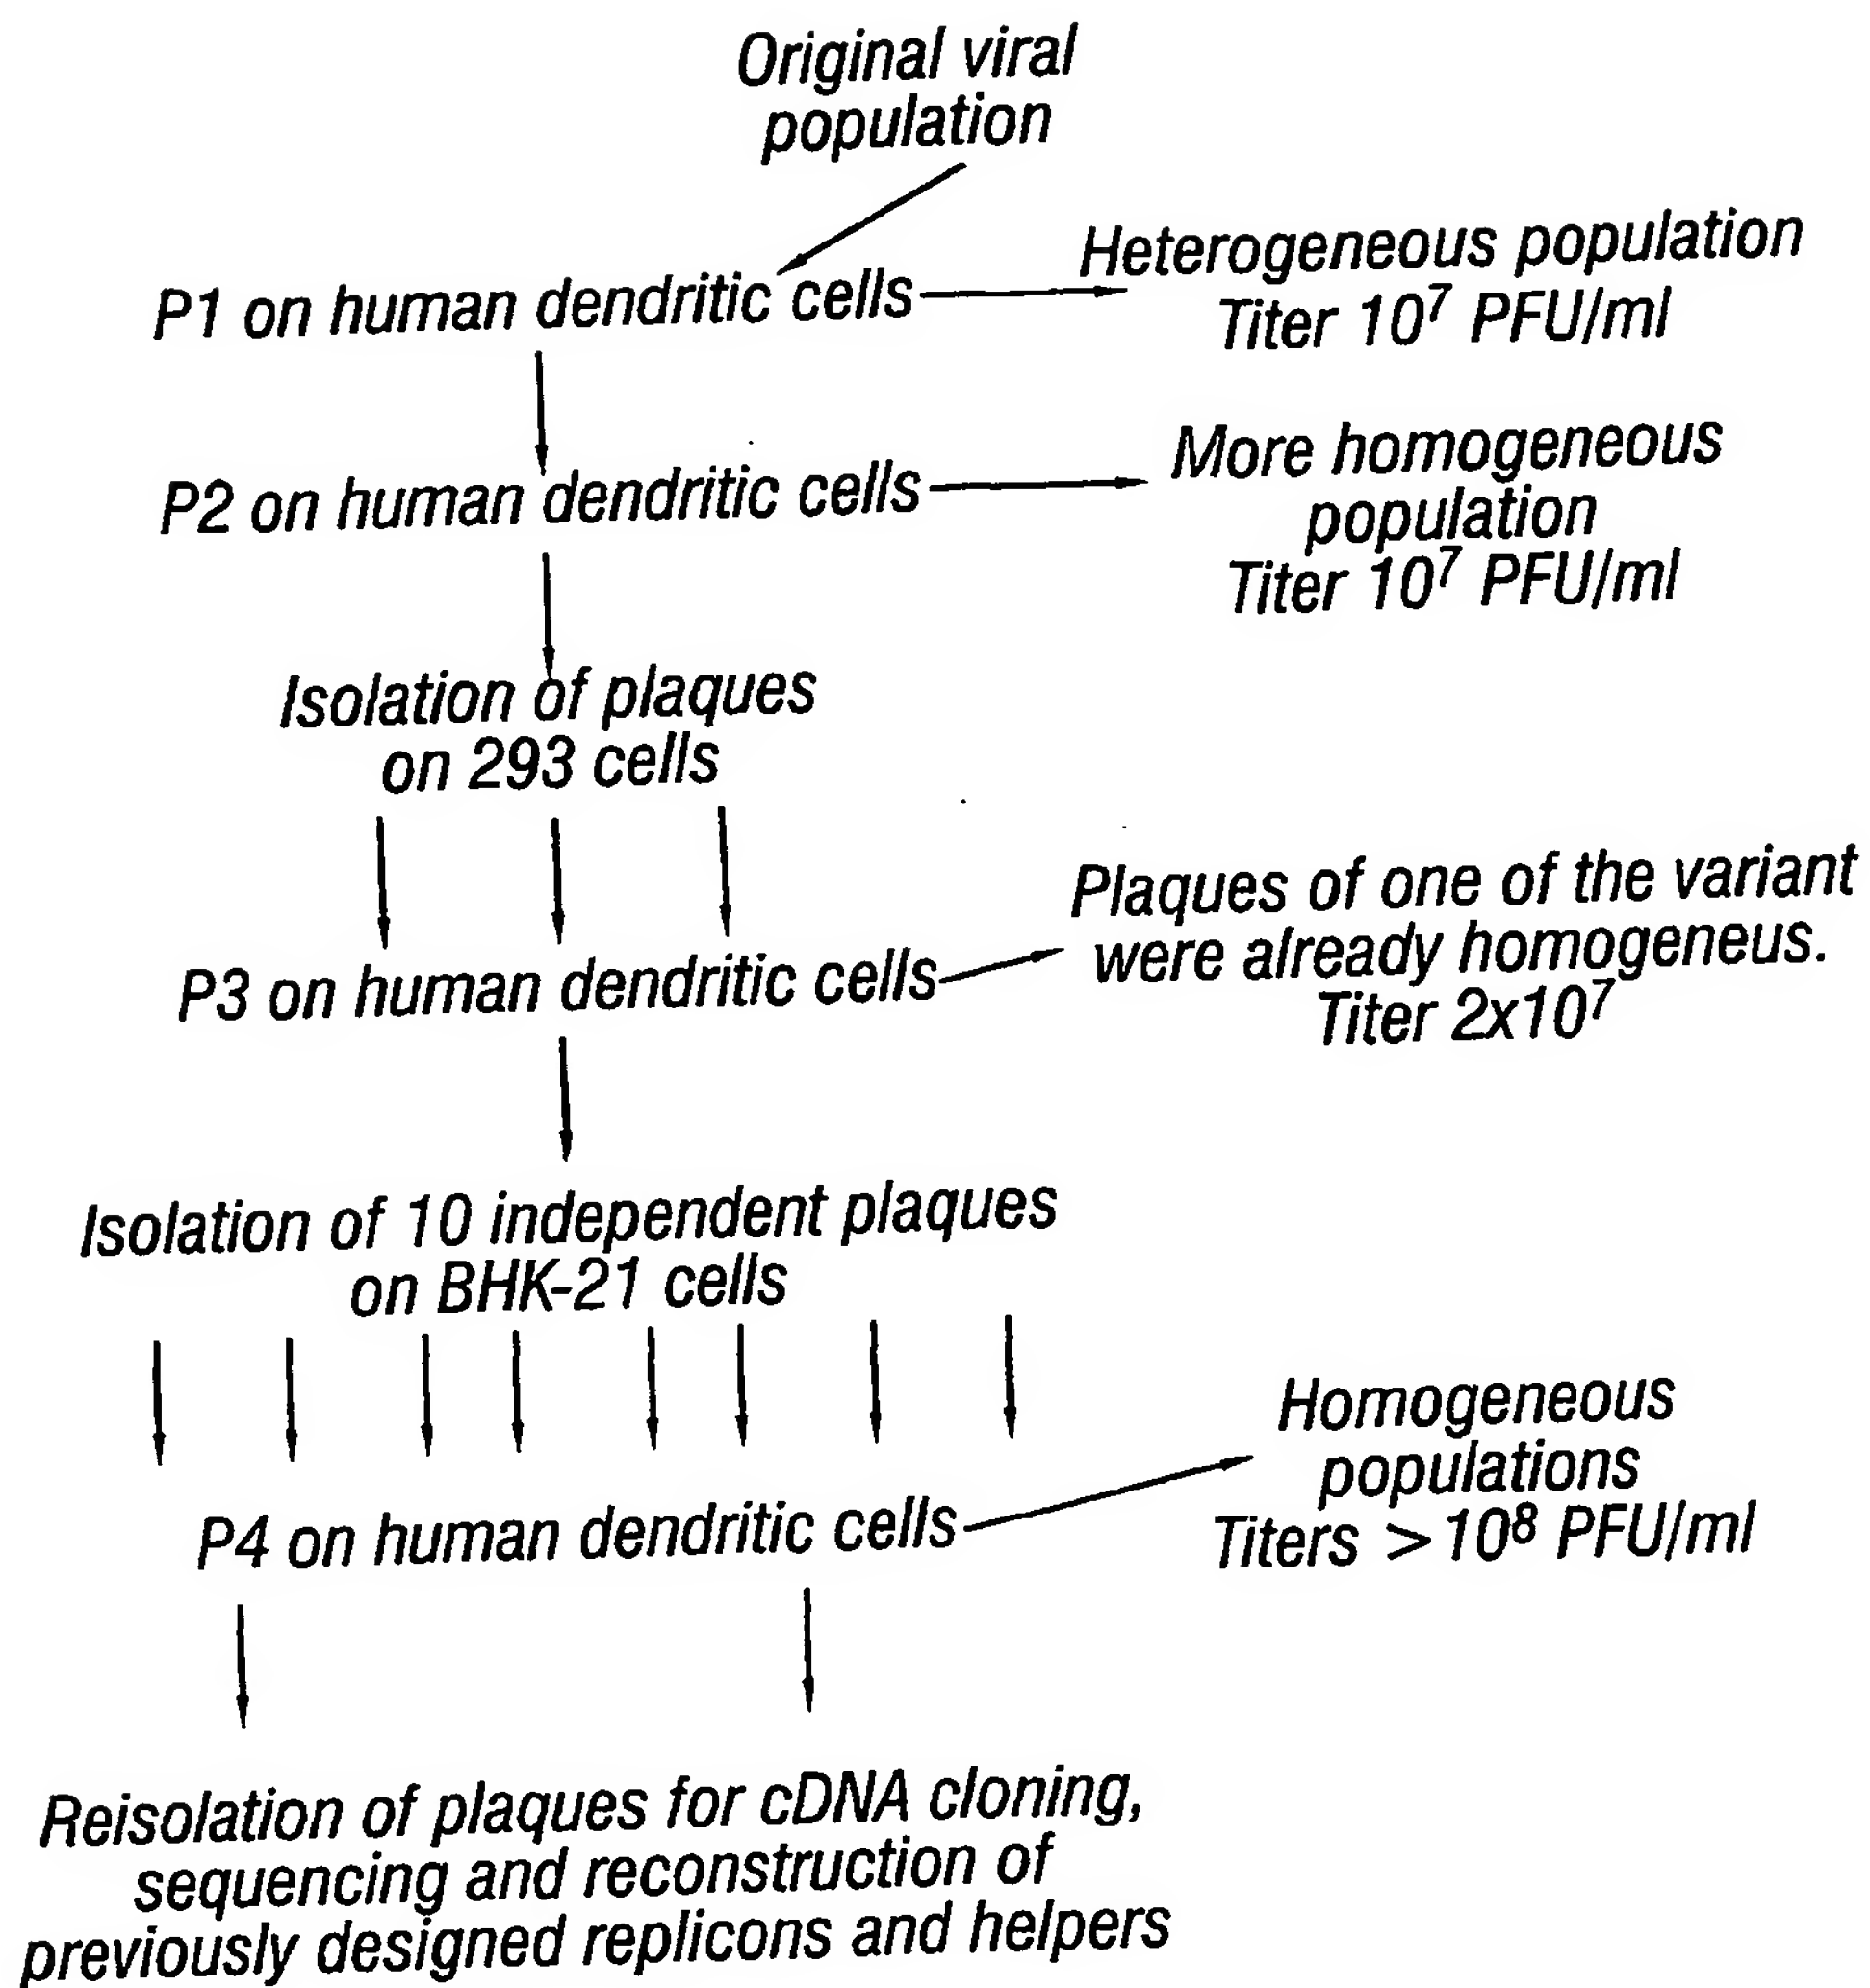 Original viral
population
P1 on human dendritic cells
Heterogeneous population
Titer 10⁷ PFU/ml
P2 on human dendritic cells
More homogeneous
population
Titer 10⁷ PFU/ml
Isolation of plaques
on 293 cells
P3 on human dendritic cells
Plaques of one of the variant
were already homogeneus.
Titer 2x10⁷
Isolation of 10 independent plaques
on BHK-21 cells
P4 on human dendritic cells
Homogeneous
populations
Titers >10⁸ PFU/ml
Reisolation of plaques for cDNA cloning,
sequencing and reconstruction of
previously designed replicons and helpers